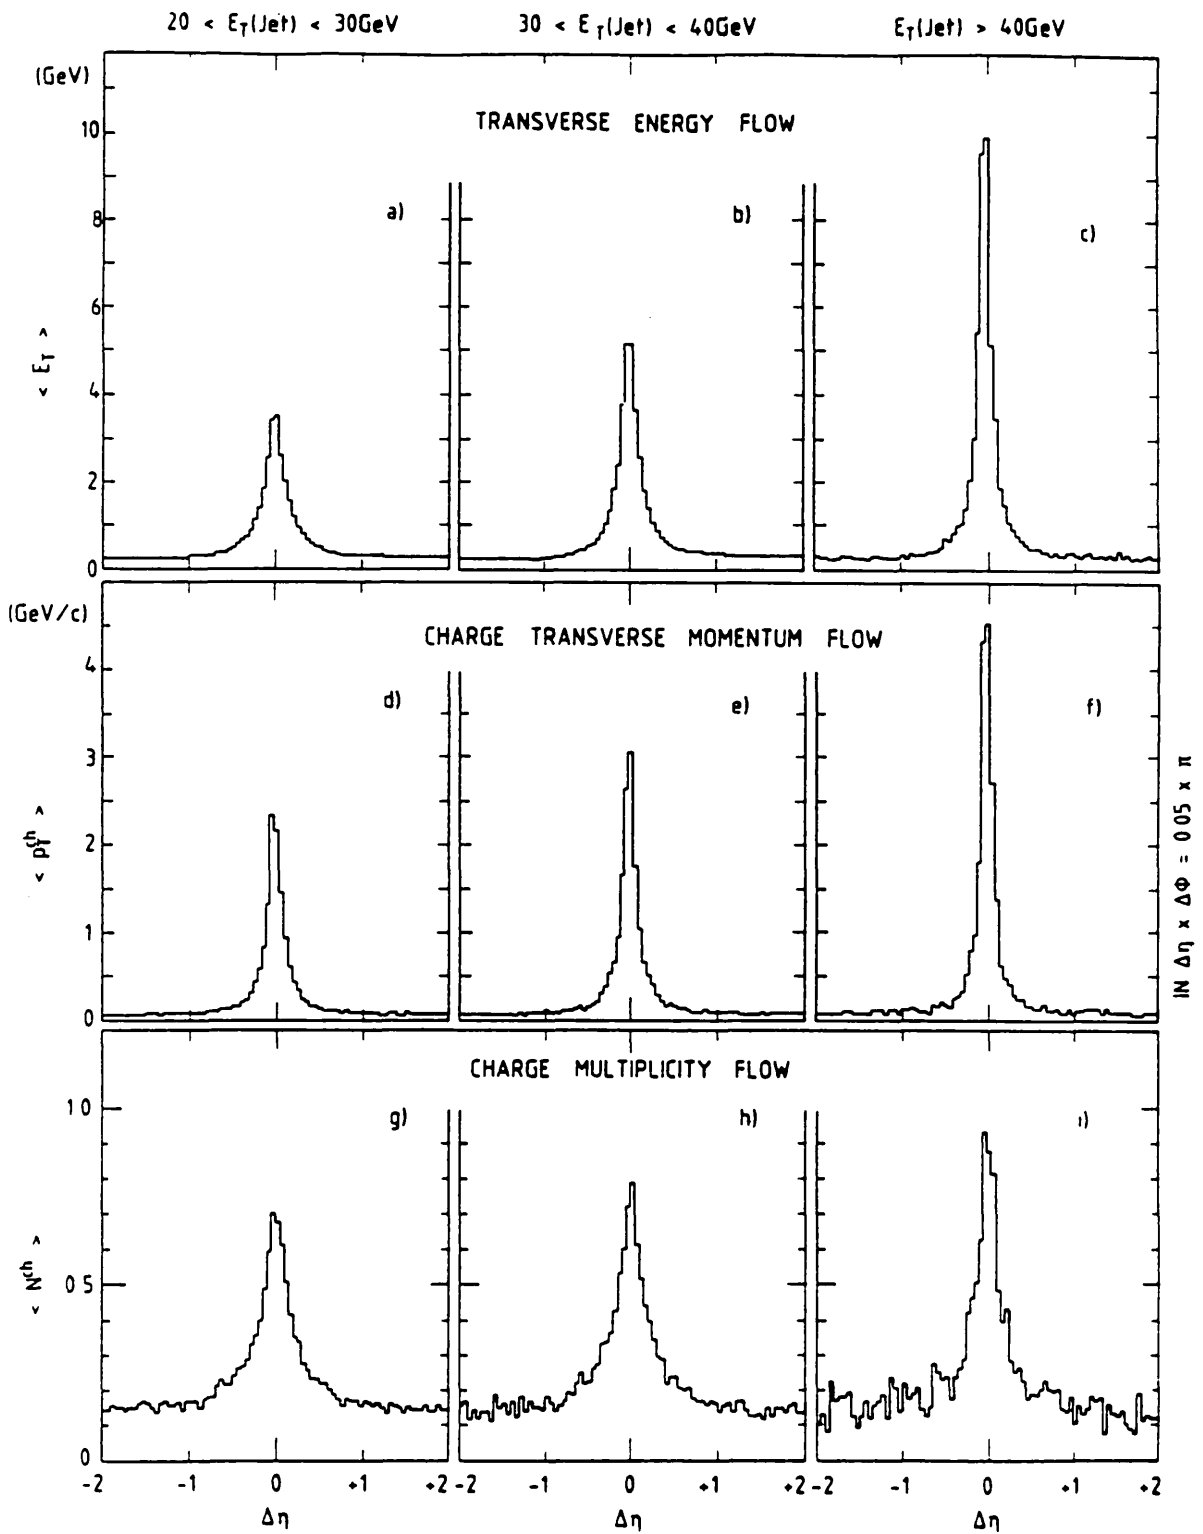 20 < E_T(Jet) < 30GeV
30 < E_T(Jet) < 40GeV
E_T(Jet) > 40GeV
(GeV)
TRANSVERSE ENERGY FLOW
a)
b)
c)
10
8
6
4
2
0
< E_T >
(GeV/c)
CHARGE TRANSVERSE MOMENTUM FLOW
d)
e)
f)
4
3
2
1
0
< p_T^ch >
IN Δη x ΔΦ = 0 05 x π
CHARGE MULTIPLICITY FLOW
g)
h)
ı)
1 0
0 5
0
< N^ch >
-2 -1 0 +1 +2
-2 -1 0 +1 +2
-2 -1 0 +1 +2
Δη
Δη
Δη